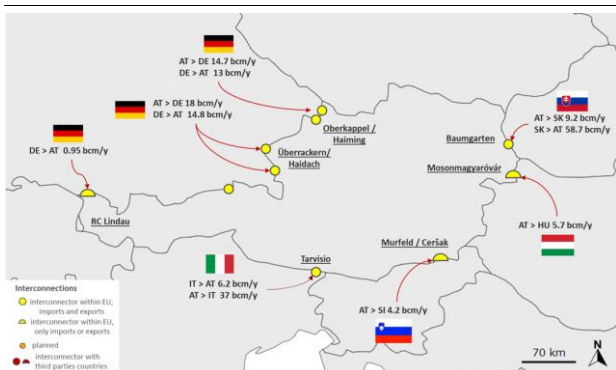 AT > DE 14.7 bcm/y
DE > AT 13 bcm/y
AT > DE 18 bcm/y
DE > AT 14.8 bcm/y
Oberkappel /
Haiming
AT > SK 9.2 bcm/y
SK > AT 58.7 bcm/y
Baumgarten
DE > AT 0.95 bcm/y
Überrackern/
Haidach
Mosonmagyaróvár
RC Lindau
AT > HU 5.7 bcm/y
Tarvisio
Murfeld / Ceršak
IT > AT 6.2 bcm/y
AT > IT 37 bcm/y
AT > SI 4.2 bcm/y
Interconnections
interconnector within EU,
imports and exports
interconnector within EU,
only imports or exports
planned
interconnector with
third parties countries
70 km
N